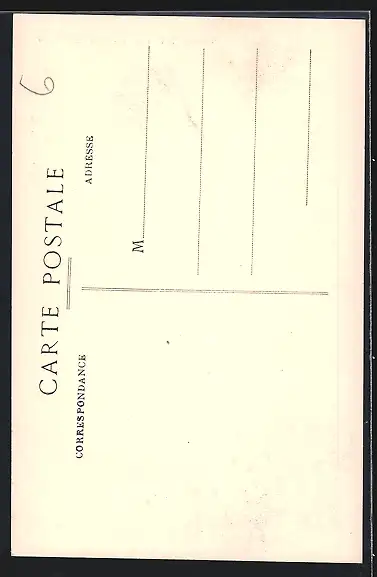 CARTE POSTALE
CORRESPONDANCE
ADRESSE
M
6